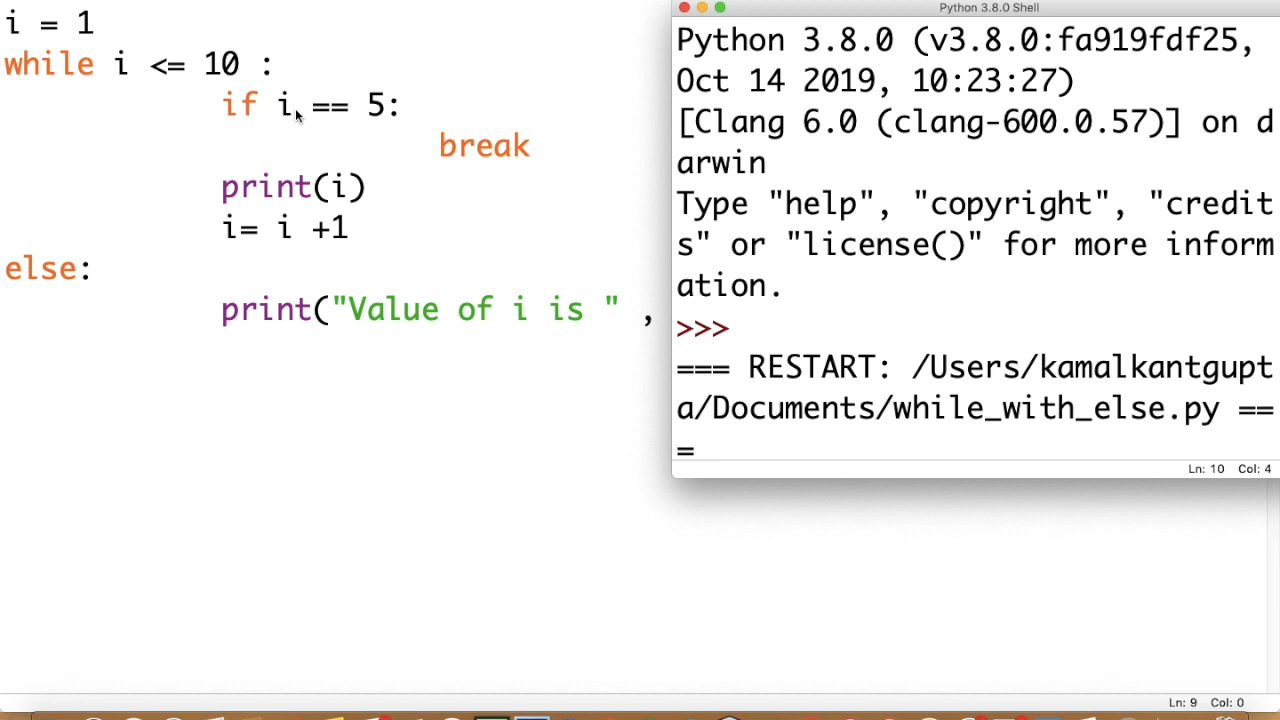 i = 1
while i <= 10 :
if i == 5:
break
print(i)
i= i +1
else:
print("Value of i is " ,
Ln: 9 Col: 0
Python 3.8.0 Shell
Python 3.8.0 (v3.8.0:fa919fdf25,
Oct 14 2019, 10:23:27)
[Clang 6.0 (clang-600.0.57)] on d
arwin
Type "help", "copyright", "credit
s" or "license()" for more inform
ation.
>>>
=== RESTART: /Users/kamalkantgupt
a/Documents/while_with_else.py ==
=
Ln: 10 Col: 4